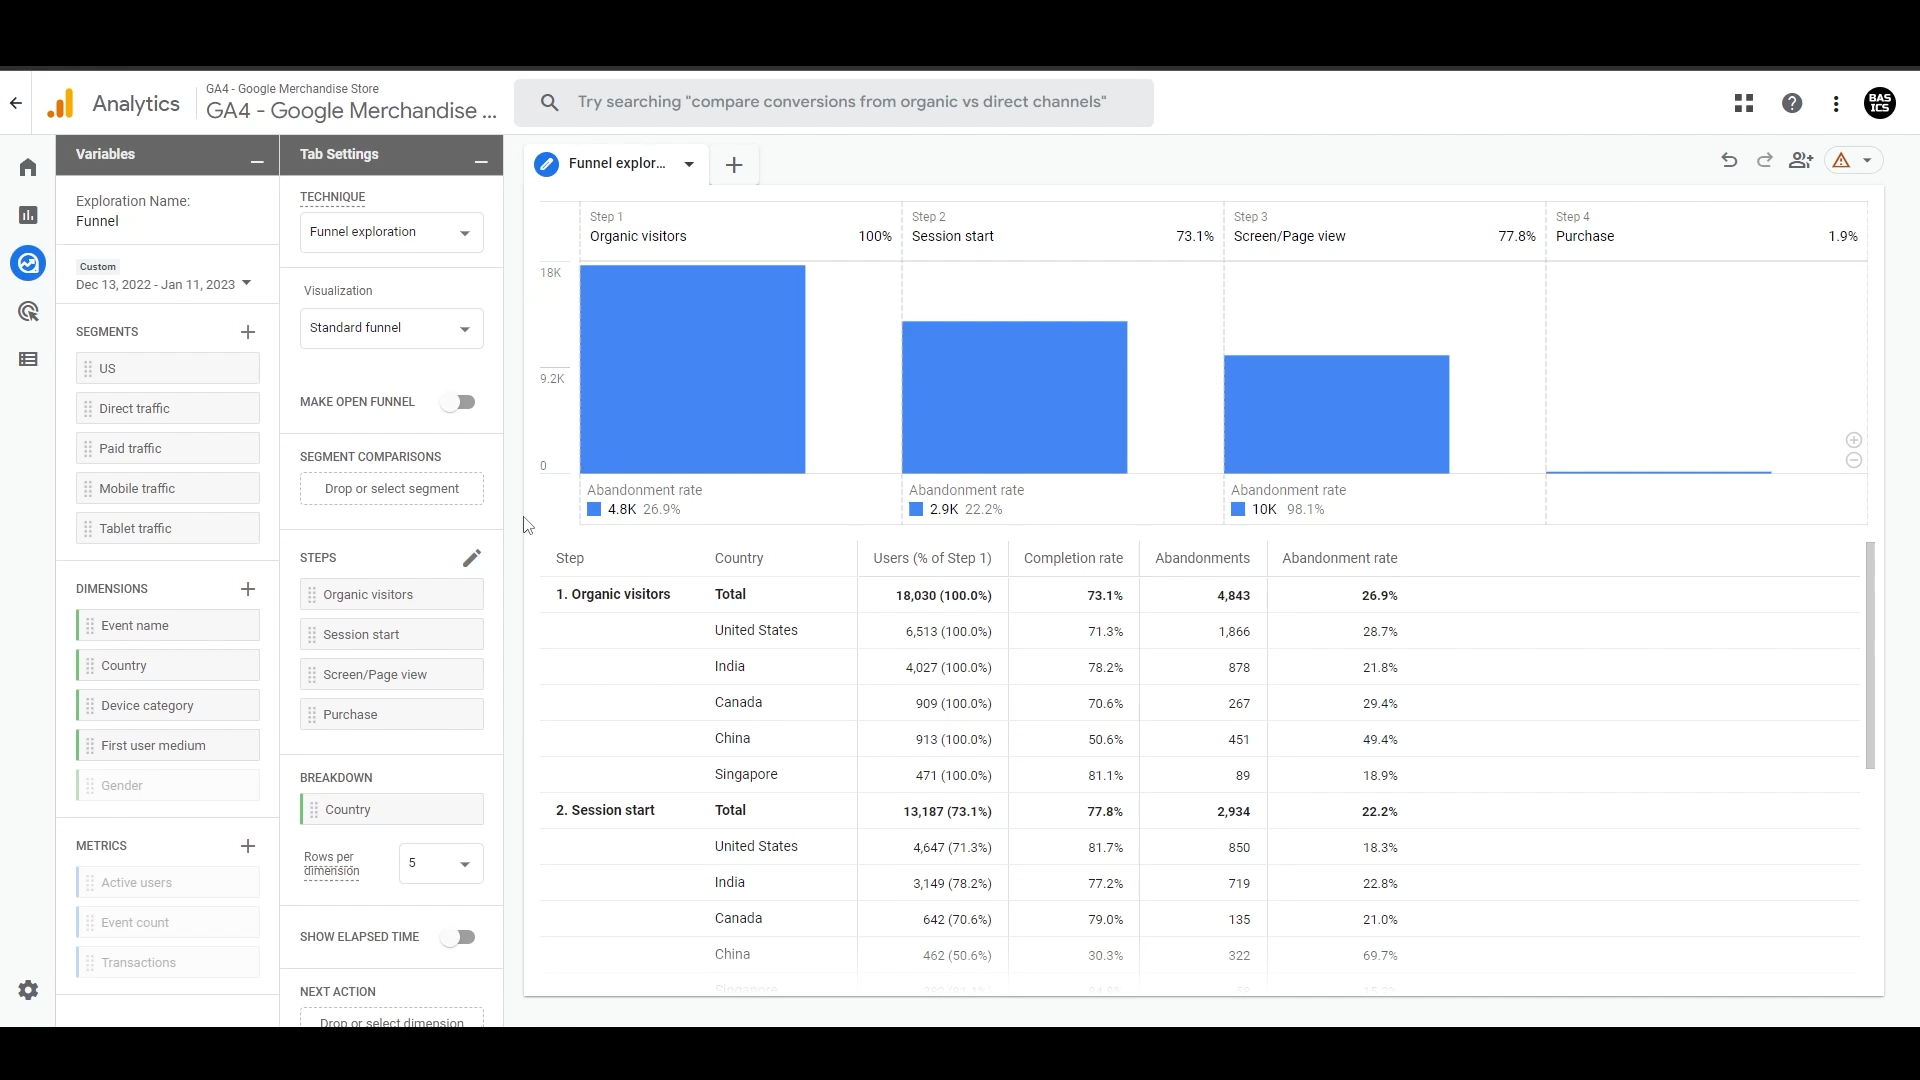 Analytics
GA4 - Google Merchandise Store
GA4 - Google Merchandise ...
Try searching "compare conversions from organic vs direct channels"
BAS
ICS
Variables
Exploration Name:
Funnel
Custom
Dec 13, 2022 - Jan 11, 2023
SEGMENTS
US
Direct traffic
Paid traffic
Mobile traffic
Tablet traffic
DIMENSIONS
Event name
Country
Device category
First user medium
Gender
METRICS
Active users
Event count
Transactions
Tab Settings
TECHNIQUE
Funnel exploration
Visualization
Standard funnel
MAKE OPEN FUNNEL
SEGMENT COMPARISONS
Drop or select segment
STEPS
Organic visitors
Session start
Screen/Page view
Purchase
BREAKDOWN
Country
Rows per
dimension
5
SHOW ELAPSED TIME
NEXT ACTION
Drop or select dimension
Funnel explor...
Step 1 Step 2 Step 3 Step 4
Organic visitors 100% Session start 73.1% Screen/Page view 77.8% Purchase 1.9%
18K
9.2K
0
Abandonment rate Abandonment rate Abandonment rate
4.8K 26.9% 2.9K 22.2% 10K 98.1%
Step Country Users (% of Step 1) Completion rate Abandonments Abandonment rate
1. Organic visitors Total 18,030 (100.0%) 73.1% 4,843 26.9%
United States 6,513 (100.0%) 71.3% 1,866 28.7%
India 4,027 (100.0%) 78.2% 878 21.8%
Canada 909 (100.0%) 70.6% 267 29.4%
China 913 (100.0%) 50.6% 451 49.4%
Singapore 471 (100.0%) 81.1% 89 18.9%
2. Session start Total 13,187 (73.1%) 77.8% 2,934 22.2%
United States 4,647 (71.3%) 81.7% 850 18.3%
India 3,149 (78.2%) 77.2% 719 22.8%
Canada 642 (70.6%) 79.0% 135 21.0%
China 462 (50.6%) 30.3% 322 69.7%
Singapore